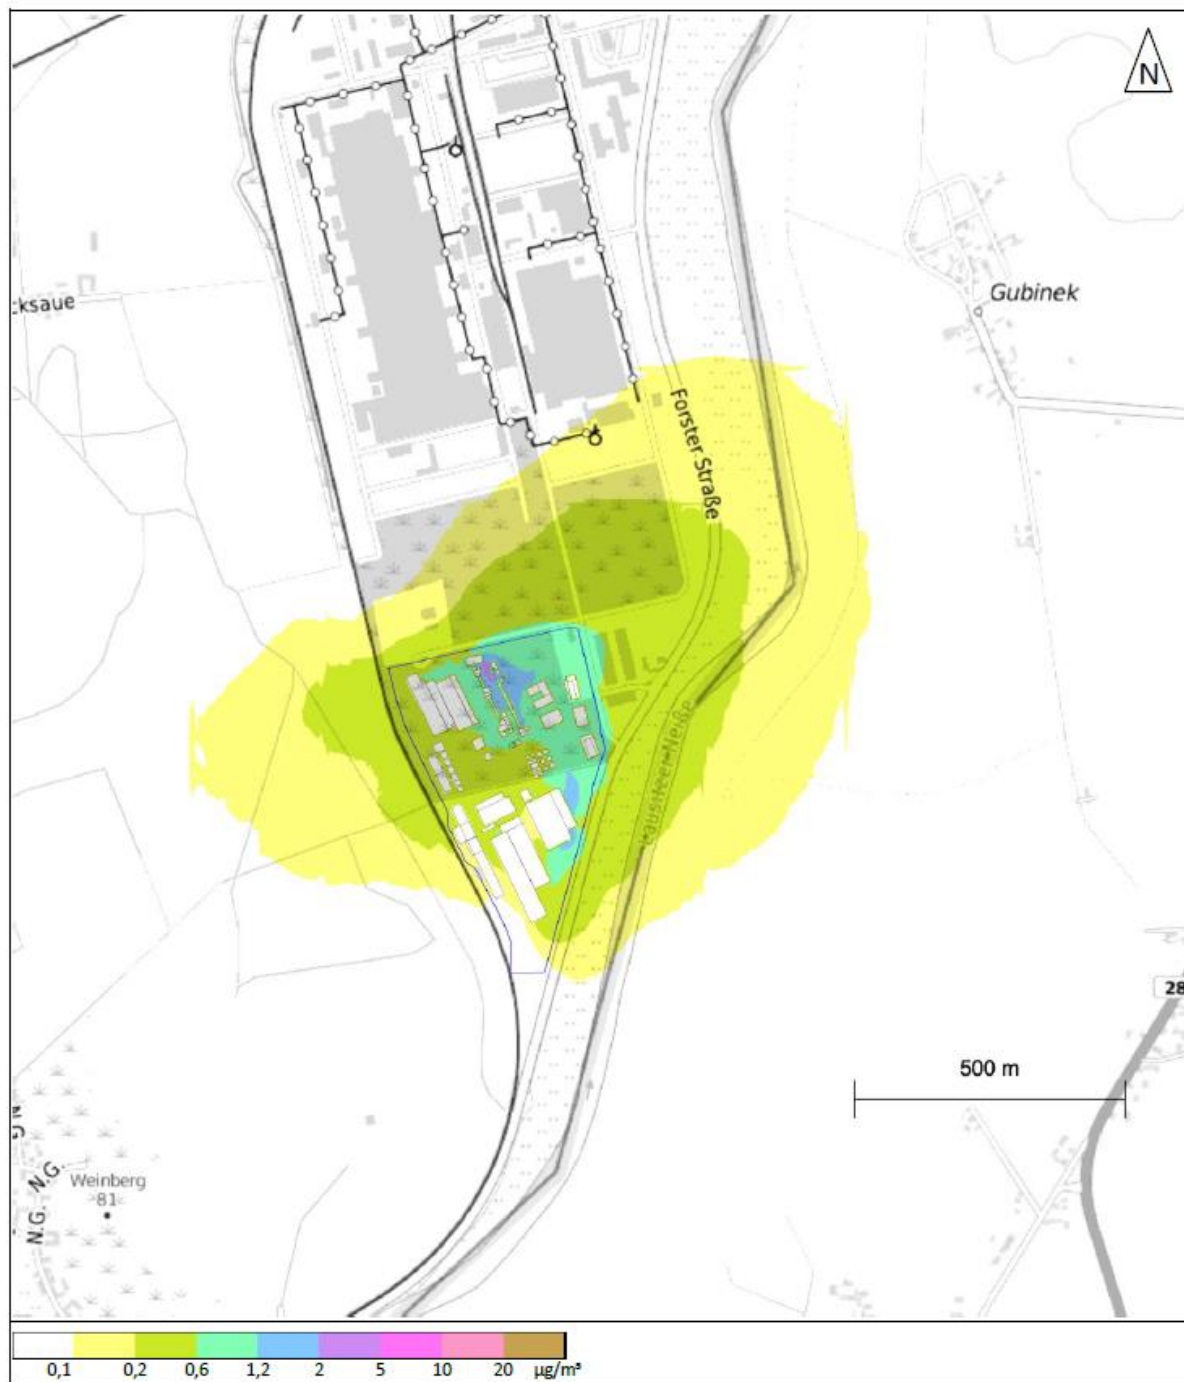 N
cksaue
Gubinek
Forster Straße
Lausitzer Neiße
28
500 m
Weinberg
81
N.G.
N.G.
0,1 0,2 0,6 1,2 2 5 10 20 µg/m³